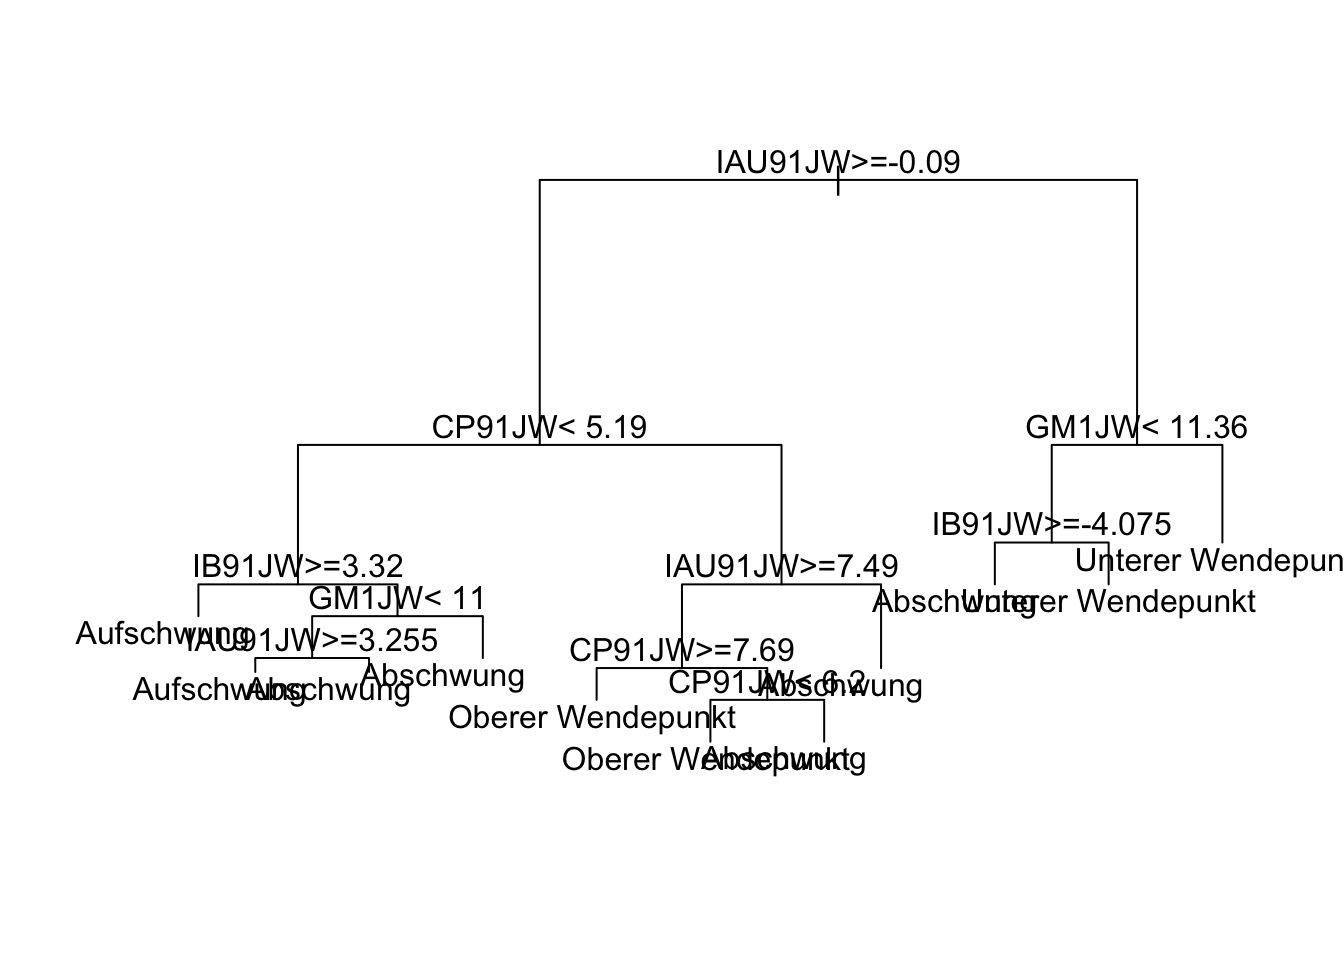 IAU91JW>=-0.09
CP91JW< 5.19
GM1JW< 11.36
IB91JW>=-4.075
Unterer Wendepun
Abschwung
Unterer Wendepunkt
IB91JW>=3.32
IAU91JW>=7.49
GM1JW< 11
Aufschwung
IAU91JW>=3.255
Abschwung
Aufschwung
Abschwung
CP91JW>=7.69
CP91JW< 6.2
Abschwung
Oberer Wendepunkt
Oberer Wendepunkt
Abschwung